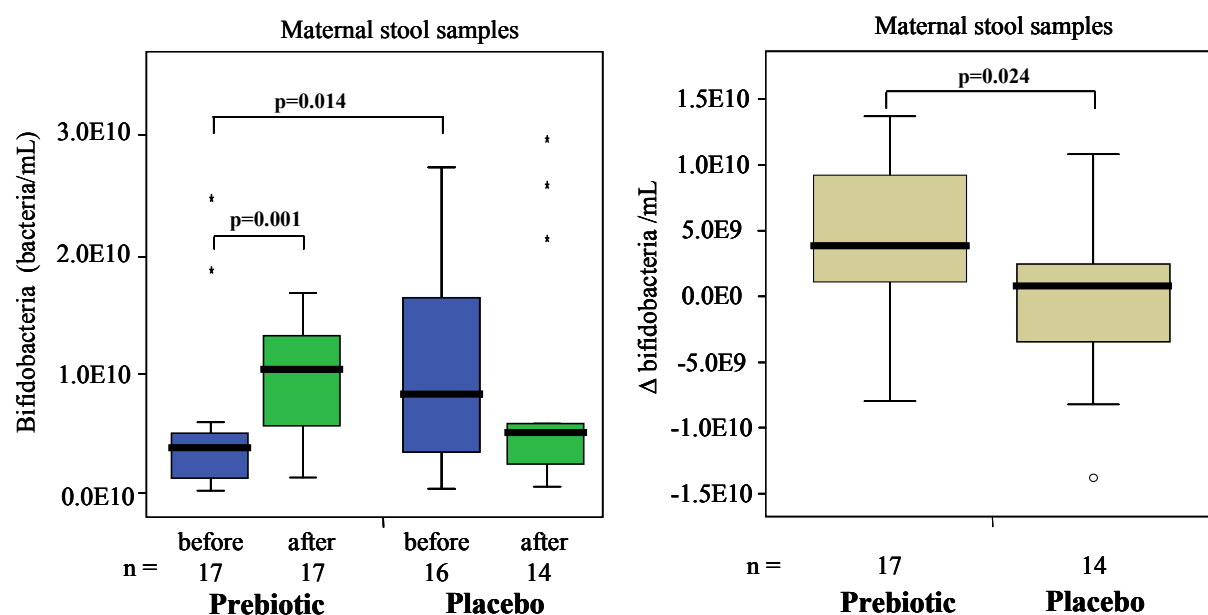 Maternal stool samples
Bifidobacteria (bacteria/mL)
3.0E10
2.0E10
1.0E10
0.0E10
p=0.014
p=0.001
before after before after
n = 17 17 16 14
Prebiotic Placebo
Maternal stool samples
Δ bifidobacteria /mL
1.5E10
1.0E10
5.0E9
0.0E0
-5.0E9
-1.0E10
-1.5E10
p=0.024
n = 17 14
Prebiotic Placebo